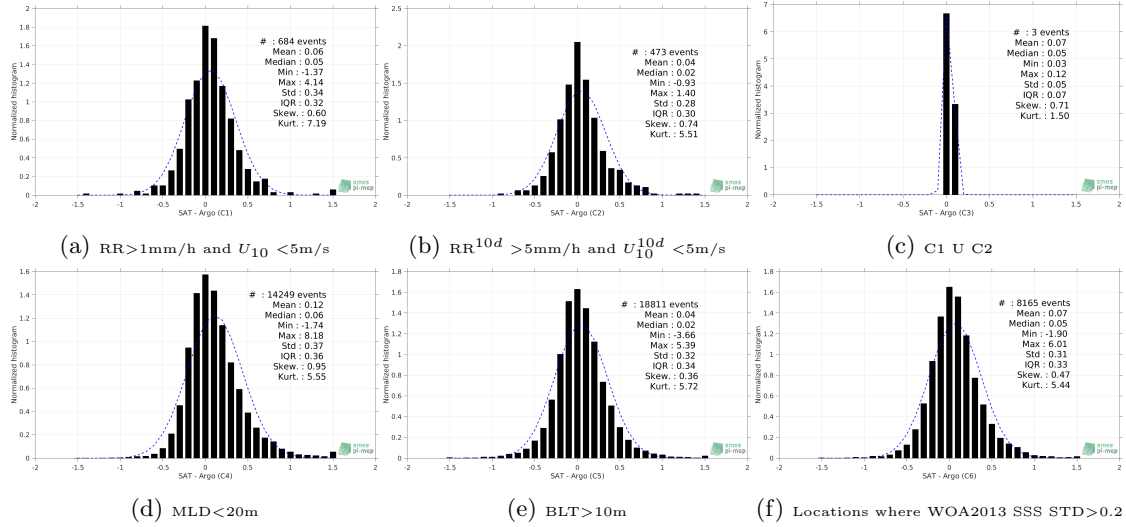 2
1.8
1.6
1.4
1.2
1
0.8
0.6
0.4
0.2
0
Normalized histogram
# : 684 events
Mean : 0.06
Median : 0.05
Min : -1.37
Max : 4.14
Std : 0.34
IQR : 0.32
Skew. : 0.60
Kurt. : 7.19
smos
pi-mep
-2 -1.5 -1 -0.5 0 0.5 1 1.5 2
SAT - Argo (C1)
(a) RR>1mm/h and U10 <5m/s
2.5
2
1.5
1
0.5
0
Normalized histogram
# : 473 events
Mean : 0.04
Median : 0.02
Min : -0.93
Max : 1.40
Std : 0.28
IQR : 0.30
Skew. : 0.74
Kurt. : 5.51
smos
pi-mep
-2 -1.5 -1 -0.5 0 0.5 1 1.5 2
SAT - Argo (C2)
(b) RR^10d >5mm/h and U10^10d <5m/s
7
6
5
4
3
2
1
0
Normalized histogram
# : 3 events
Mean : 0.07
Median : 0.05
Min : 0.03
Max : 0.12
Std : 0.05
IQR : 0.07
Skew. : 0.71
Kurt. : 1.50
smos
pi-mep
-2 -1.5 -1 -0.5 0 0.5 1 1.5 2
SAT - Argo (C3)
(c) C1 U C2
1.6
1.4
1.2
1
0.8
0.6
0.4
0.2
0
Normalized histogram
# : 14249 events
Mean : 0.12
Median : 0.06
Min : -1.74
Max : 8.18
Std : 0.37
IQR : 0.36
Skew. : 0.95
Kurt. : 5.55
smos
pi-mep
-2 -1.5 -1 -0.5 0 0.5 1 1.5 2
SAT - Argo (C4)
(d) MLD<20m
1.8
1.6
1.4
1.2
1
0.8
0.6
0.4
0.2
0
Normalized histogram
# : 18811 events
Mean : 0.04
Median : 0.02
Min : -3.66
Max : 5.39
Std : 0.32
IQR : 0.34
Skew. : 0.36
Kurt. : 5.72
smos
pi-mep
-2 -1.5 -1 -0.5 0 0.5 1 1.5 2
SAT - Argo (C5)
(e) BLT>10m
1.8
1.6
1.4
1.2
1
0.8
0.6
0.4
0.2
0
Normalized histogram
# : 8165 events
Mean : 0.07
Median : 0.05
Min : -1.90
Max : 6.01
Std : 0.31
IQR : 0.33
Skew. : 0.47
Kurt. : 5.44
smos
pi-mep
-2 -1.5 -1 -0.5 0 0.5 1 1.5 2
SAT - Argo (C6)
(f) Locations where WOA2013 SSS STD>0.2